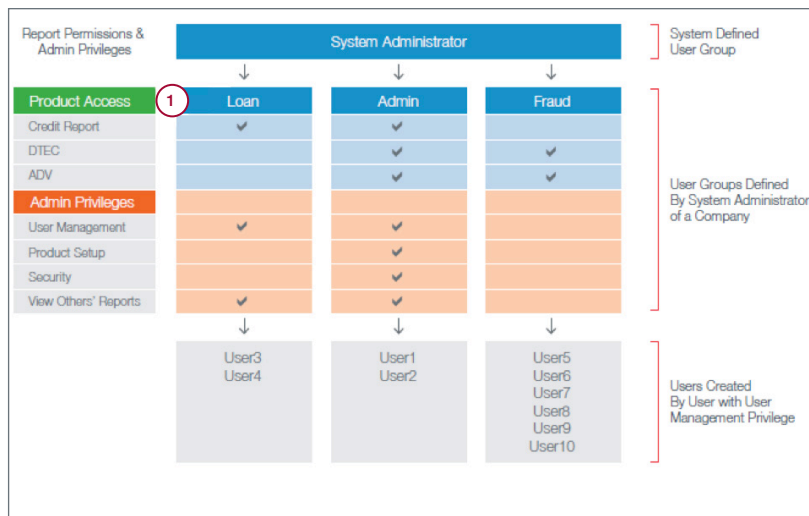 Report Permissions &
Admin Privileges
System Administrator
System Defined
User Group
Product Access
1
Loan
Admin
Fraud
Credit Report
DTEC
ADV
Admin Privileges
User Management
Product Setup
Security
View Others' Reports
User Groups Defined
By System Administrator
of a Company
User3
User4
User1
User2
User5
User6
User7
User8
User9
User10
Users Created
By User with User
Management Privilege